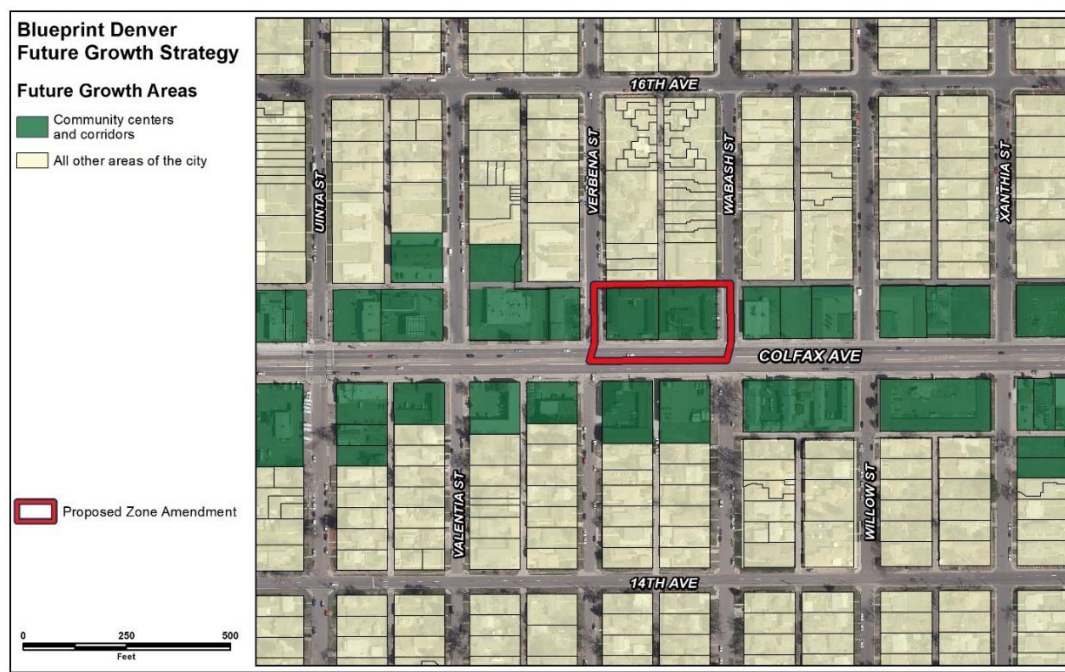 Blueprint Denver
Future Growth Strategy
Future Growth Areas
Community centers
and corridors
All other areas of the city
Proposed Zone Amendment
0 250 500
Feet
16TH AVE
UINTA ST
VERBENA ST
WABASH ST
XANTHIA ST
COLFAX AVE
VALENTIA ST
WILLOW ST
14TH AVE